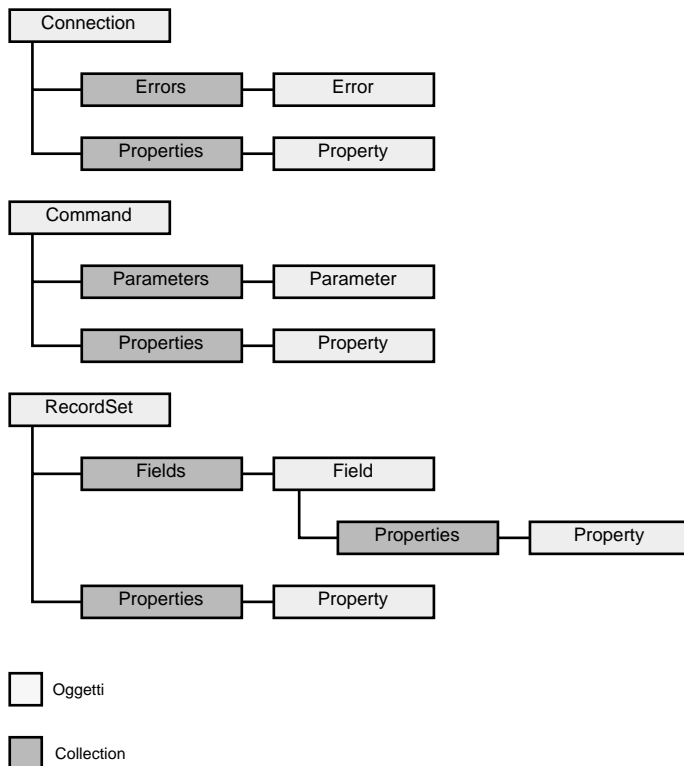 Connection
Errors Error
Properties Property
Command
Parameters Parameter
Properties Property
RecordSet
Fields Field
Properties Property
Properties Property
Oggetti
Collection